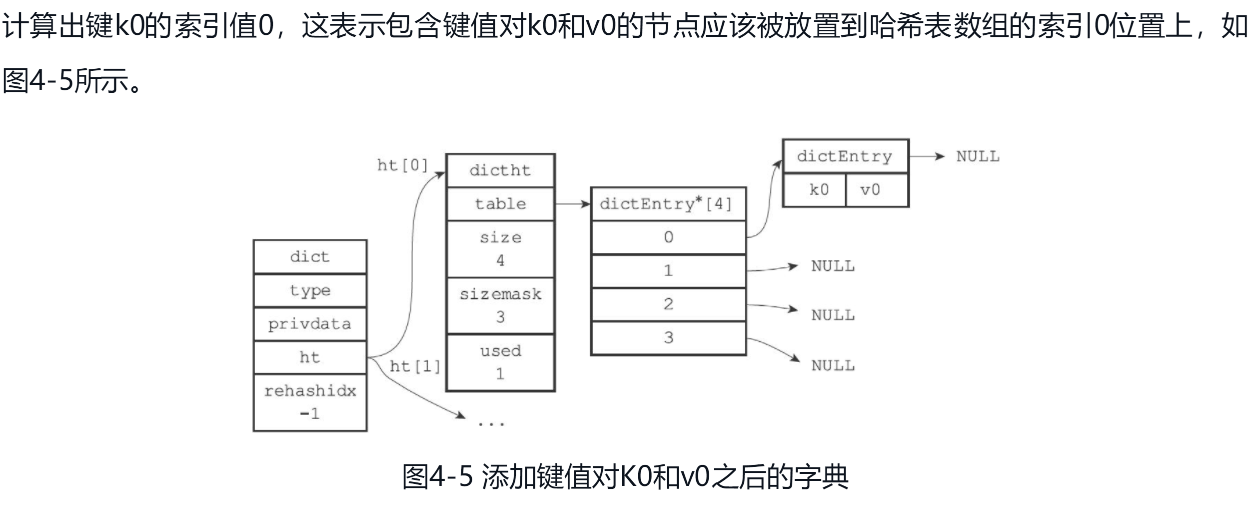 计算出键k0的索引值0，这表示包含键值对k0和v0的节点应该被放置到哈希表数组的索引0位置上，如
图4-5所示。
ht[0]
dictht
table
size
4
sizemask
3
used
1
dictEntry*[4]
0
1
2
3
dictEntry
k0 v0
NULL
NULL
NULL
NULL
dict
type
privdata
ht
rehashidx
-1
ht[1]
...
图4-5 添加键值对K0和v0之后的字典